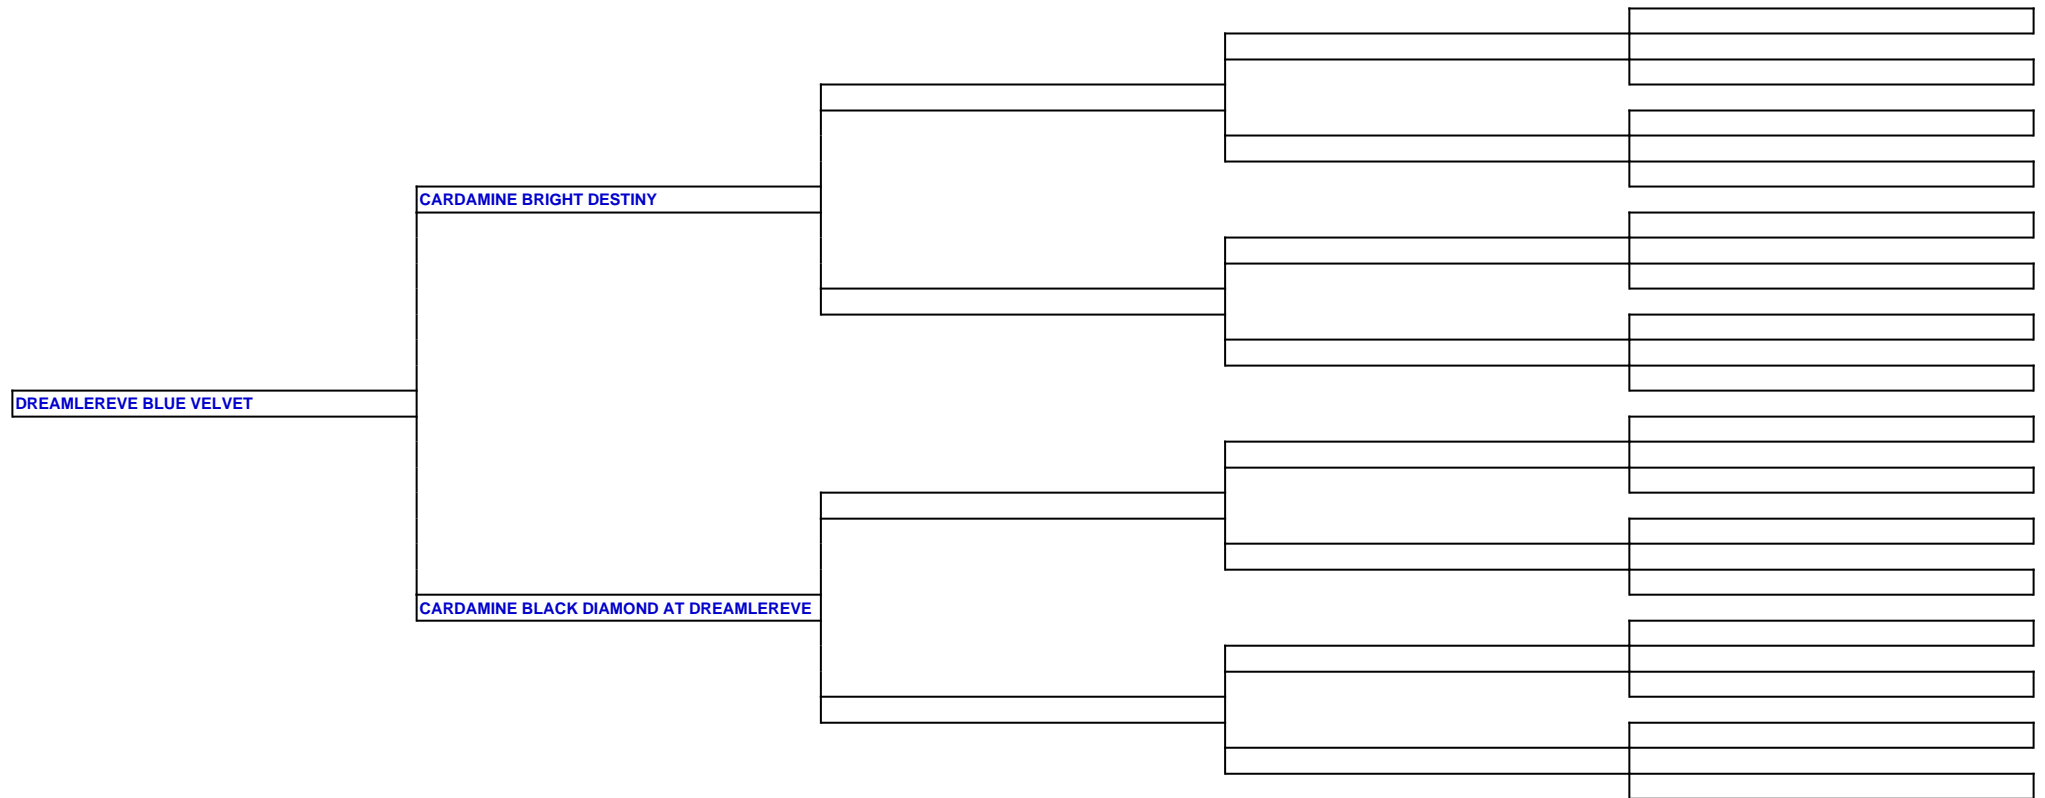 CARDAMINE BRIGHT DESTINY
DREAMLEREVE BLUE VELVET
CARDAMINE BLACK DIAMOND AT DREAMLEREVE